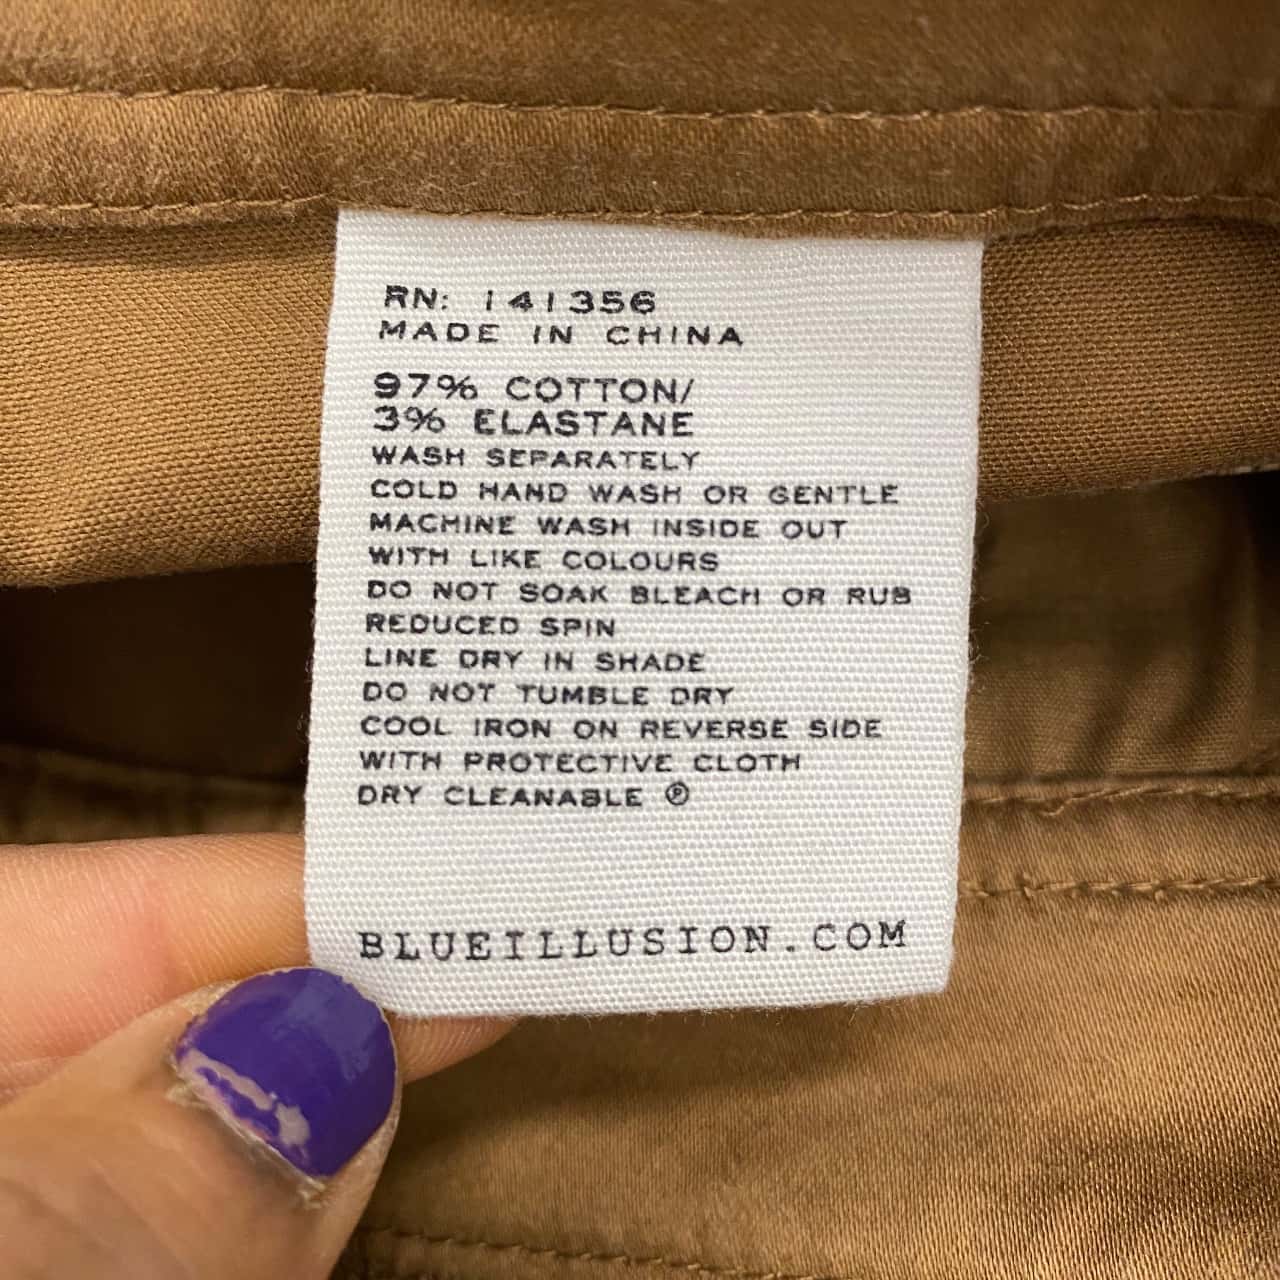 RN: 141356
MADE IN CHINA
97% COTTON/
3% ELASTANE
WASH SEPARATELY
COLD HAND WASH OR GENTLE
MACHINE WASH INSIDE OUT
WITH LIKE COLOURS
DO NOT SOAK BLEACH OR RUB
REDUCED SPIN
LINE DRY IN SHADE
DO NOT TUMBLE DRY
COOL IRON ON REVERSE SIDE
WITH PROTECTIVE CLOTH
DRY CLEANABLE Ⓟ
BLUEILLUSION.COM